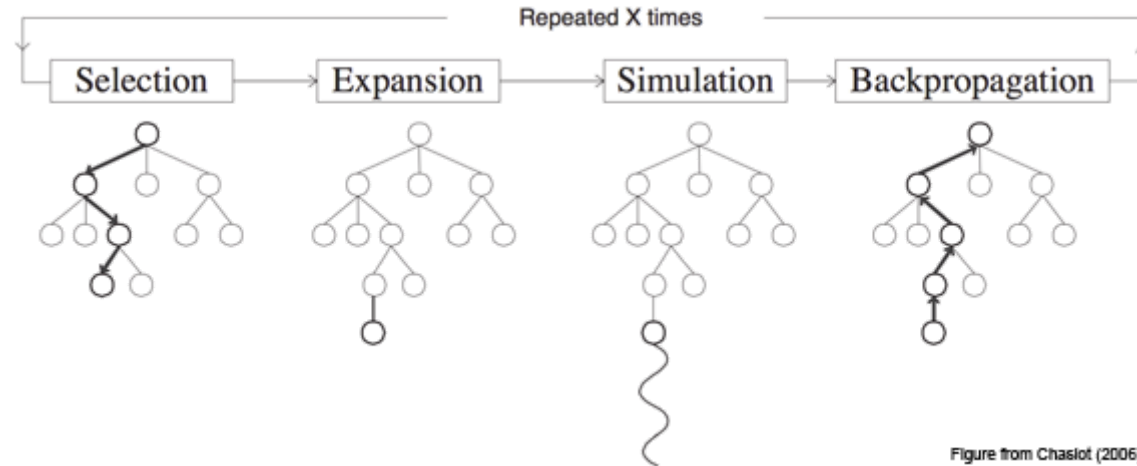 Repeated X times
Selection
Expansion
Simulation
Backpropagation
Figure from Chaslot (2006